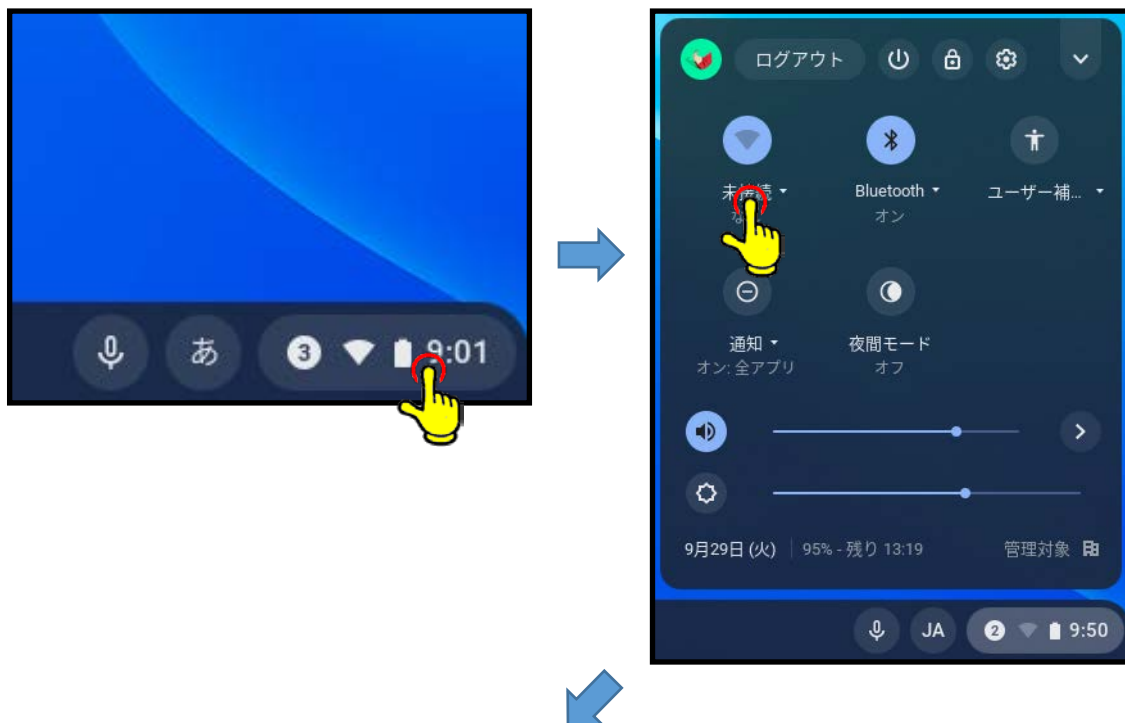 あ
3
9:01
ログアウト
未接続
Bluetooth
ユーザー補…
オン
通知
夜間モード
オン: 全アプリ
オフ
9月29日 (火)
95% - 残り 13:19
管理対象
JA
2
9:50